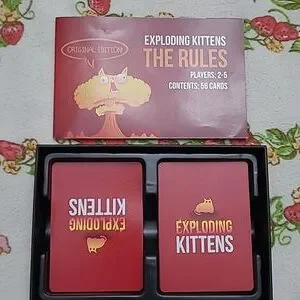 ORIGINAL EDITION!
EXPLODING KITTENS
THE RULES
PLAYERS: 2-5
CONTENTS: 56 CARDS
EXPLODING
KITTENS
EXPLODING
KITTENS